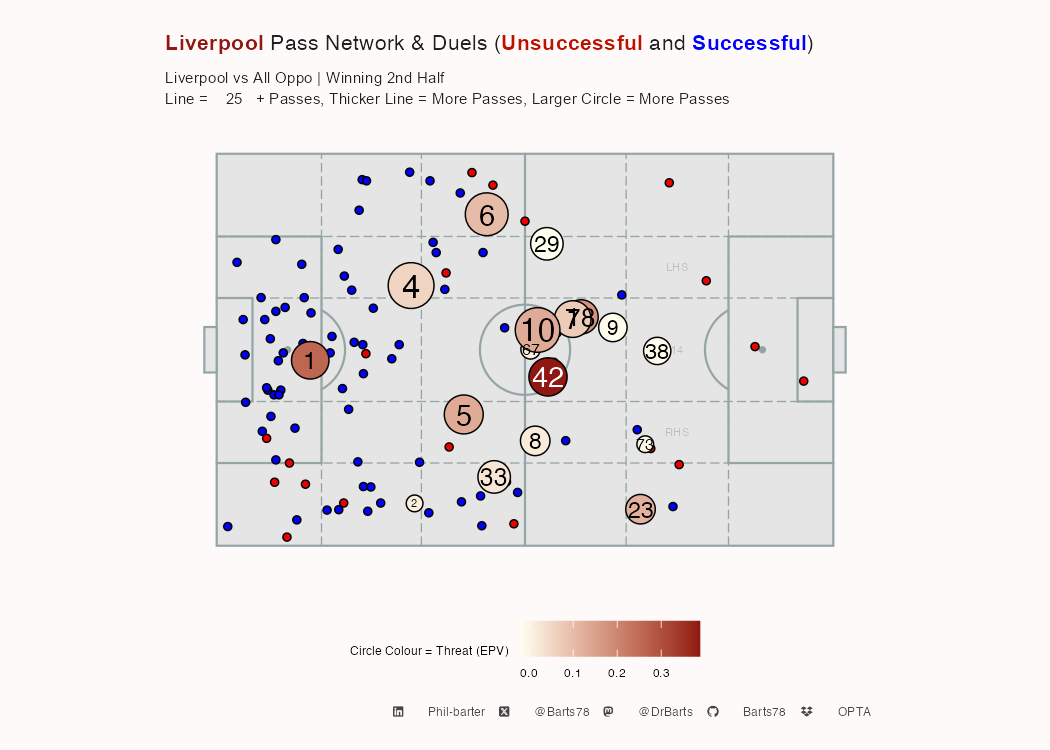 Liverpool Pass Network & Duels (Unsuccessful and Successful)
Liverpool vs All Oppo | Winning 2nd Half
Line = 25 + Passes, Thicker Line = More Passes, Larger Circle = More Passes
6
29
LHS
4
10
7
78
9
67
38
14
1
42
5
8
RHS
73
33
2
23
Circle Colour = Threat (EPV)
0.0 0.1 0.2 0.3
Phil-barter @Barts78 @DrBarts Barts78 OPTA